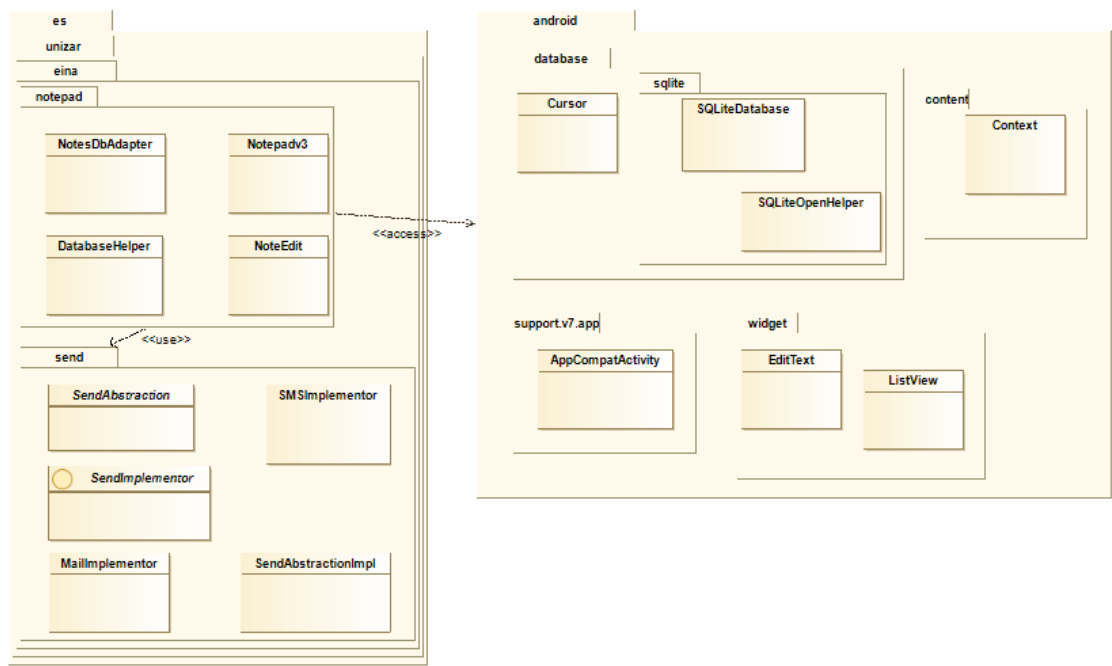 es
unizar
eina
notepad
NotesDbAdapter
Notepadv3
DatabaseHelper
NoteEdit
<<use>>
send
SendAbstraction
SMSImplementor
SendImplementor
MailImplementor
SendAbstractionImpl
<<access>>
android
database
Cursor
sqlite
SQLiteDatabase
SQLiteOpenHelper
content
Context
support.v7.app
AppCompatActivity
widget
EditText
ListView